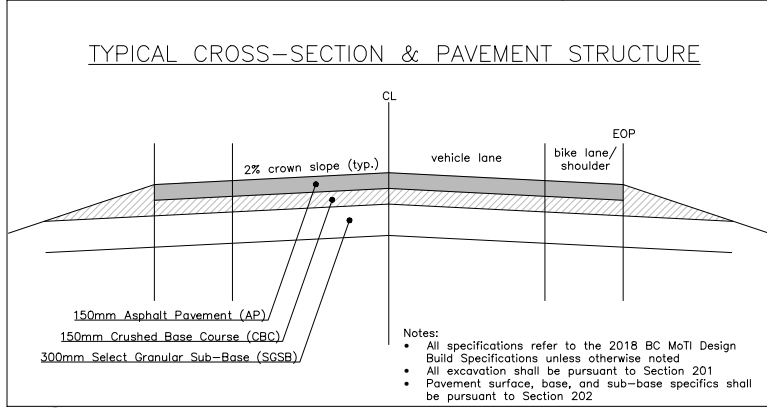 TYPICAL CROSS-SECTION & PAVEMENT STRUCTURE
CL
EOP
2% crown slope (typ.)
vehicle lane
bike lane/
shoulder
150mm Asphalt Pavement (AP)
150mm Crushed Base Course (CBC)
300mm Select Granular Sub-Base (SGSB)
Notes:
• All specifications refer to the 2018 BC MoTI Design
Build Specifications unless otherwise noted
• All excavation shall be pursuant to Section 201
• Pavement surface, base, and sub-base specifics shall
be pursuant to Section 202